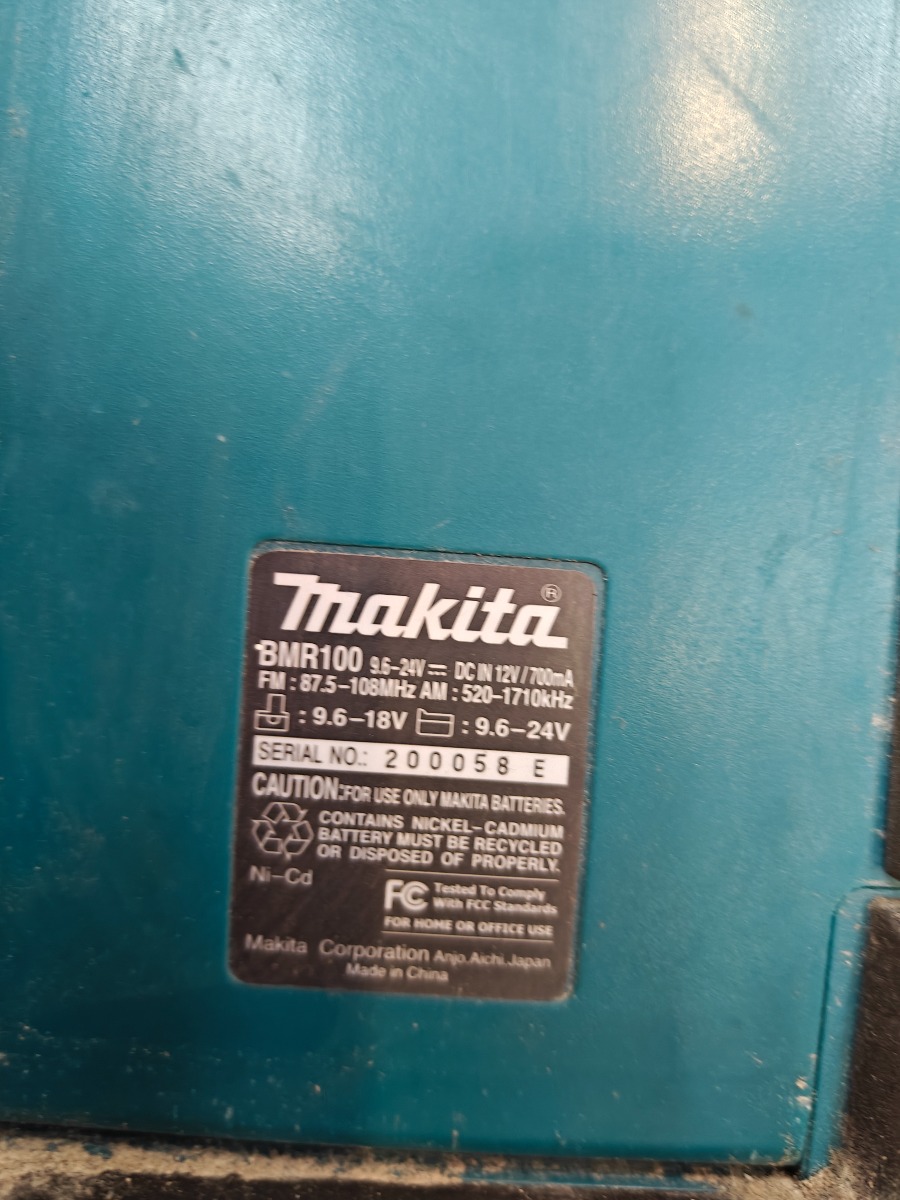 Makita®
BMR100 9.6–24V ⎓ DC IN 12V / 700mA
FM : 87.5–108MHz AM : 520–1710kHz
: 9.6–18V : 9.6–24V
SERIAL NO.: 200058 E
CAUTION:FOR USE ONLY MAKITA BATTERIES.
CONTAINS NICKEL–CADMIUM
BATTERY MUST BE RECYCLED
OR DISPOSED OF PROPERLY.
Ni–Cd
FC Tested To Comply
With FCC Standards
FOR HOME OR OFFICE USE
Makita Corporation Anjo.Aichi.Japan
Made in China